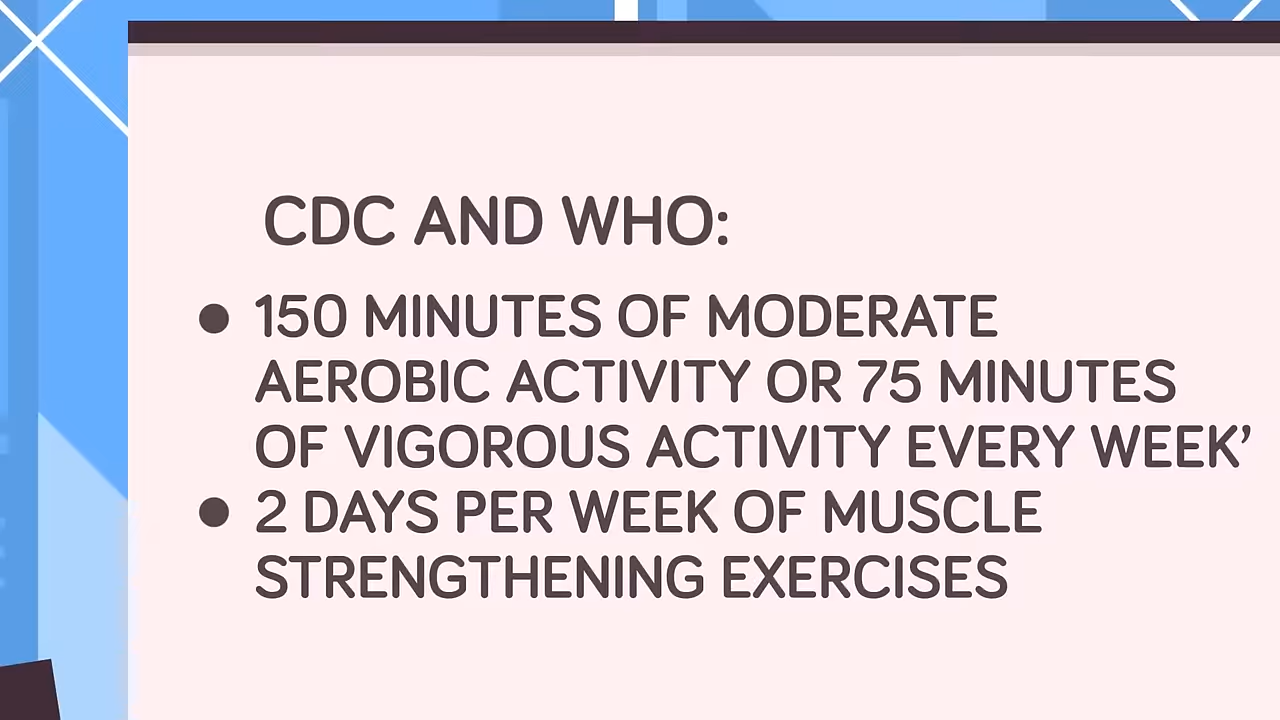 CDC AND WHO:
● 150 MINUTES OF MODERATE
AEROBIC ACTIVITY OR 75 MINUTES
OF VIGOROUS ACTIVITY EVERY WEEK’
● 2 DAYS PER WEEK OF MUSCLE
STRENGTHENING EXERCISES